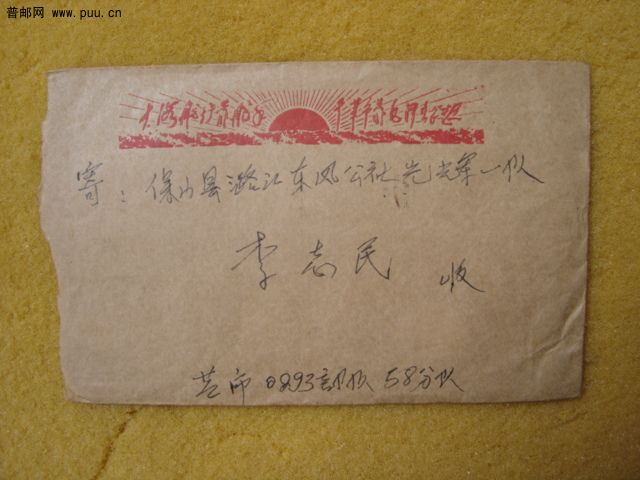 普邮网 www.puu.cn
大海航行靠舵手 干革命靠毛泽东思想
寄：保山县潞江东风公社光荣一队
李志民 收
芒市 0893部队 58分队